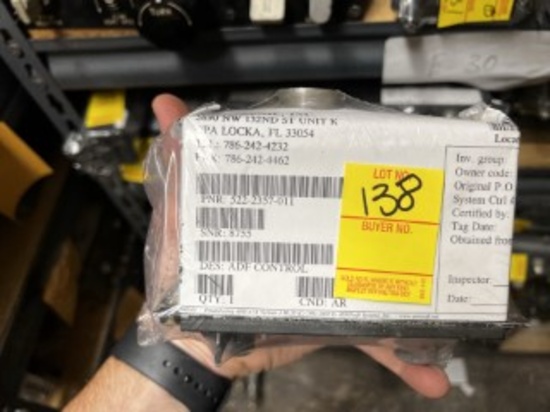 NW 132ND ST UNIT K
OPA LOCKA, FL 33054
786-242-4232
786-242-4462
PNR: 522-2357-011
SNR: 8755
DES: ADF CONTROL
QTY: 1
CND: AR
LOT NO.
138
BUYER NO.
Inv. group:
Owner code:
Original P.O
System Ctrl #
Certified by:
Tag Date:
Obtained from
Inspector:
Date:
F 30